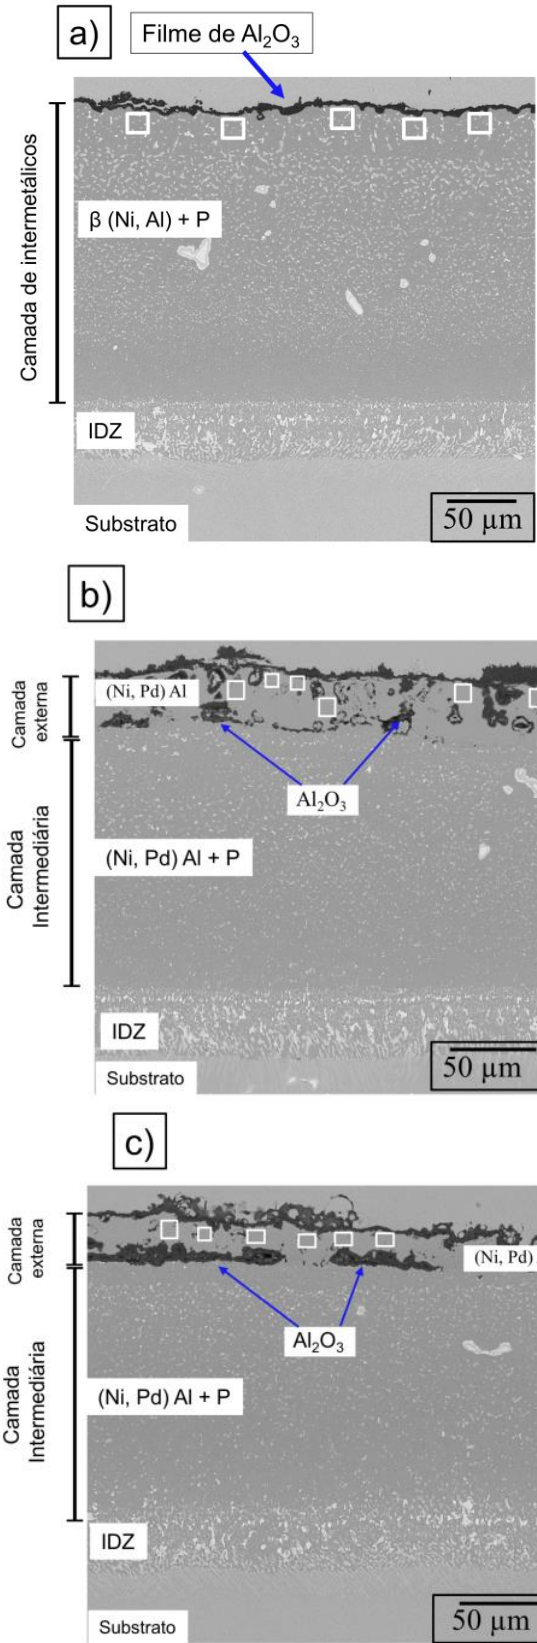 a)
Filme de Al₂O₃
Camada de intermetálicos
β (Ni, Al) + P
IDZ
Substrato
50 µm
b)
Camada
externa
(Ni, Pd) Al
Al₂O₃
Camada
Intermediária
(Ni, Pd) Al + P
IDZ
Substrato
50 µm
c)
Camada
externa
(Ni, Pd)
Al₂O₃
Camada
Intermediária
(Ni, Pd) Al + P
IDZ
Substrato
50 µm